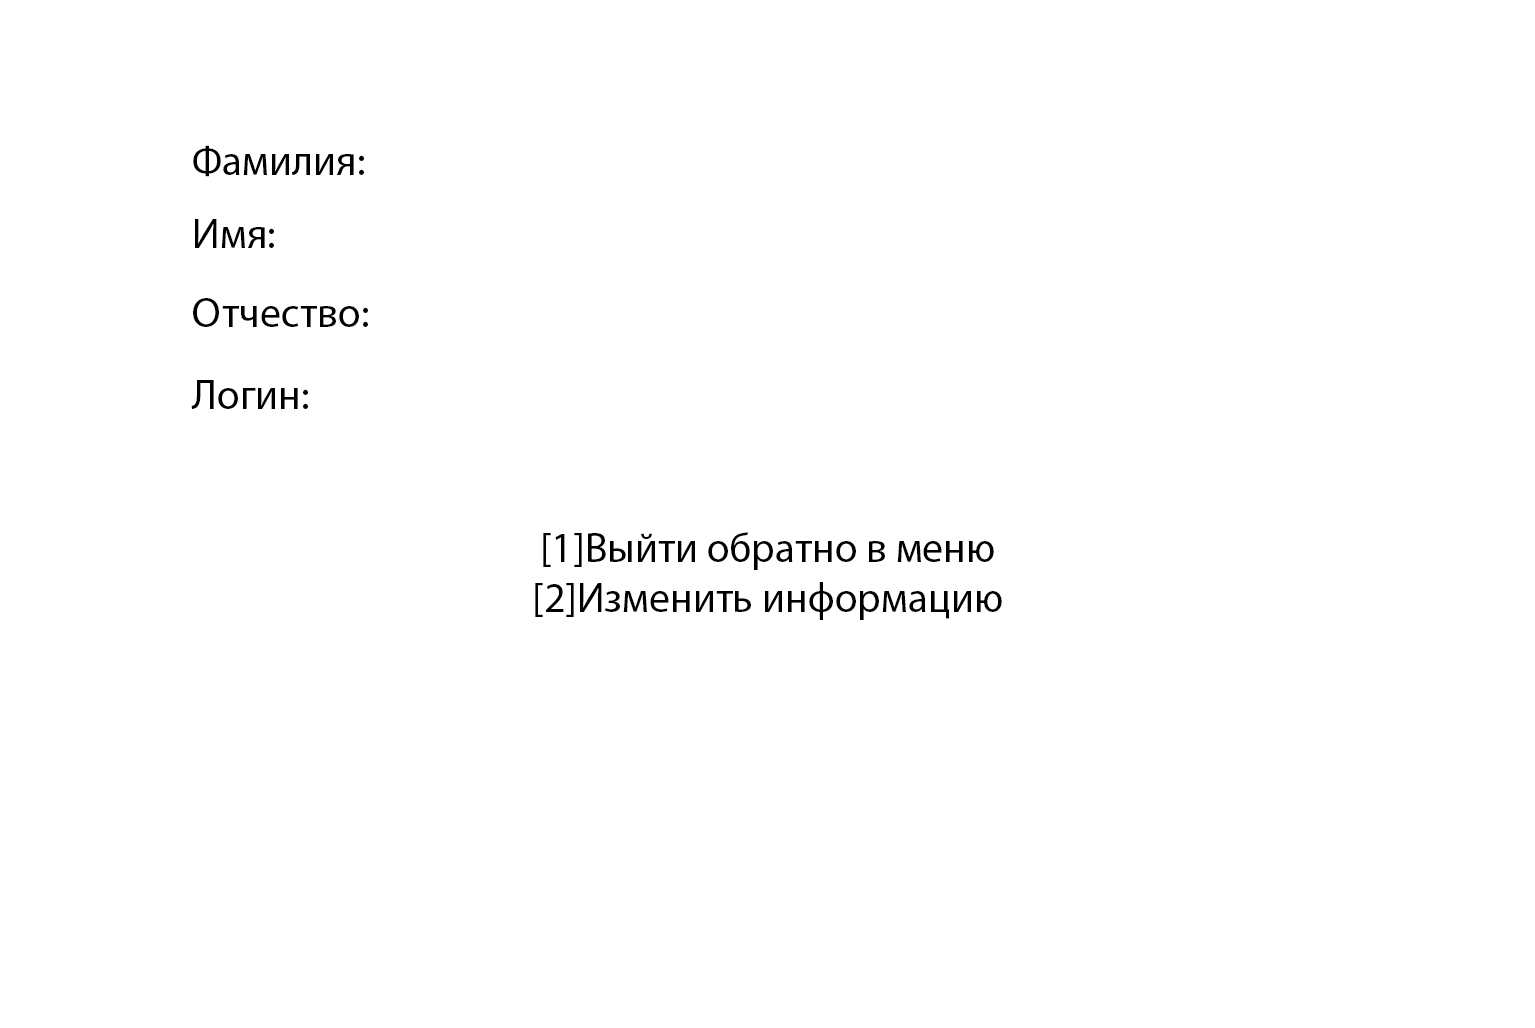 Фамилия:
Имя:
Отчество:
Логин:
[1]Выйти обратно в меню
[2]Изменить информацию